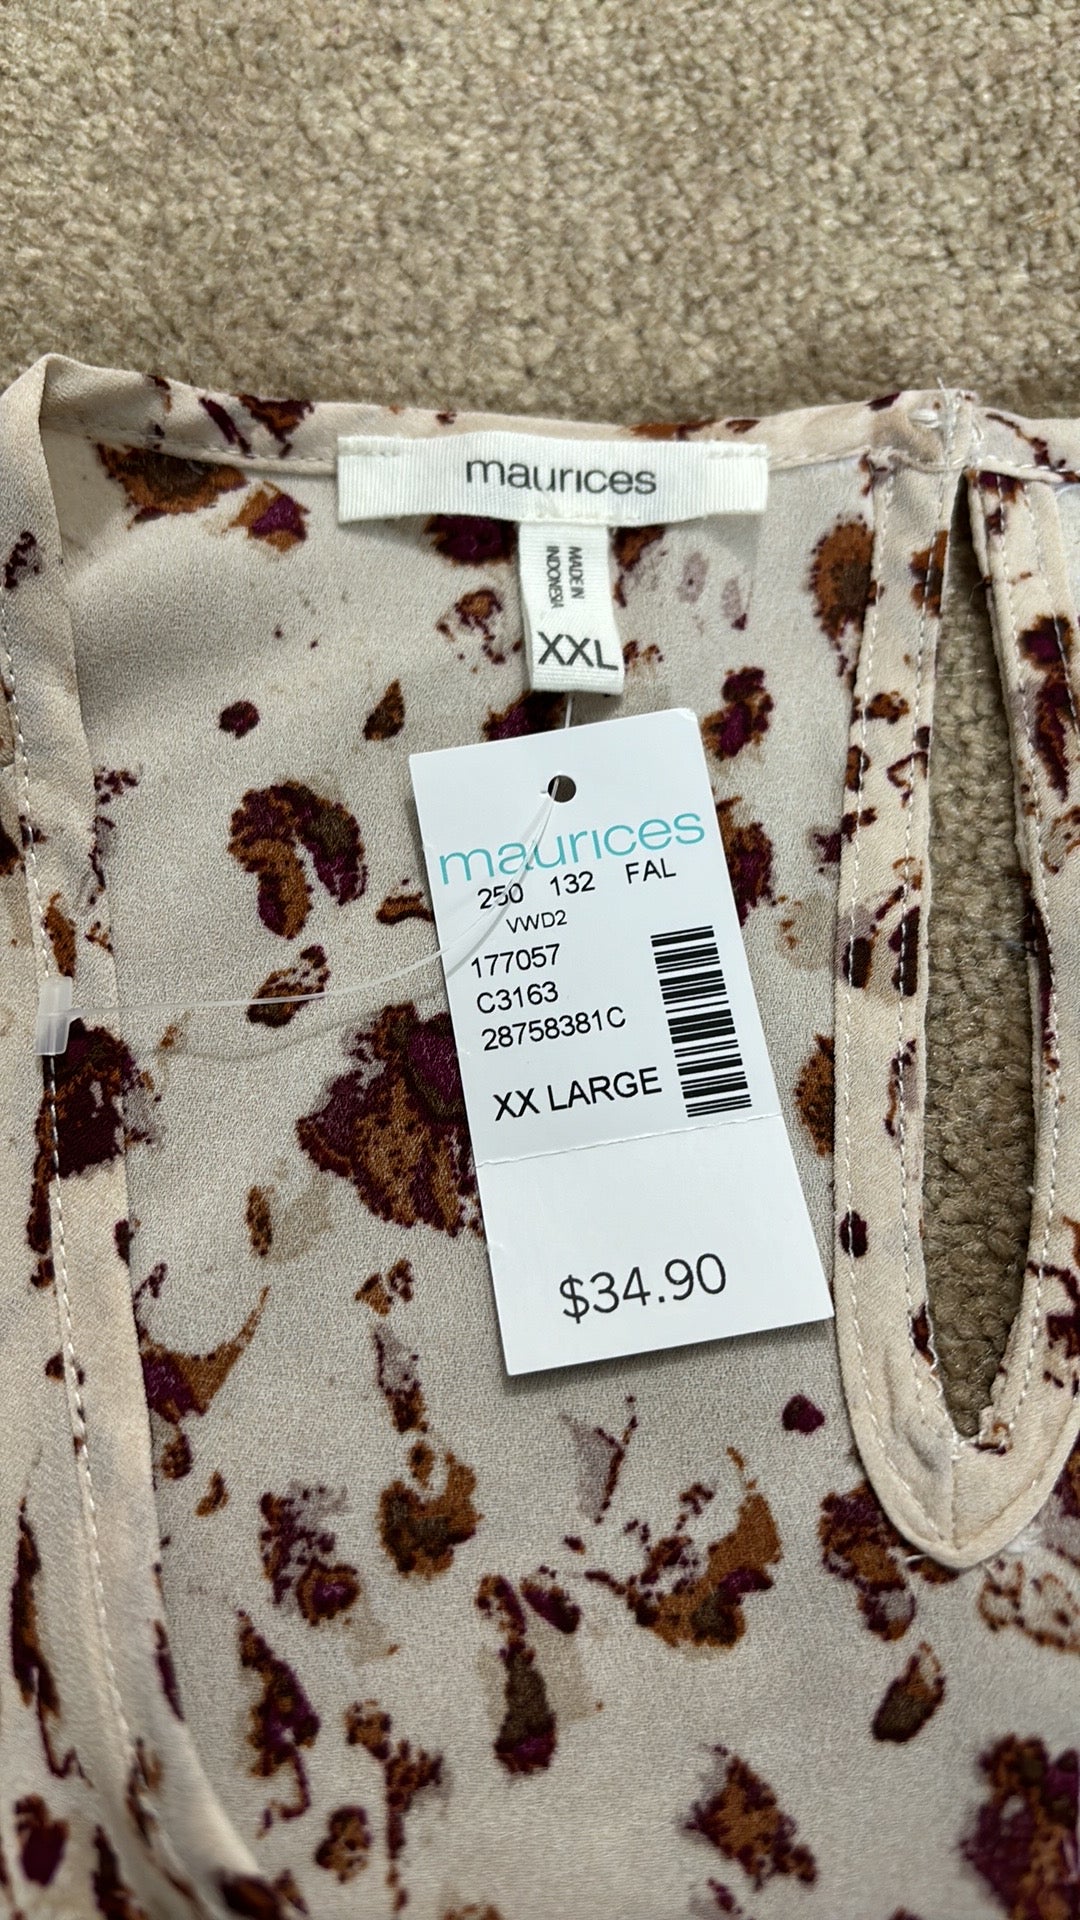 maurices
MADE IN
INDONESIA
XXL
maurices
250 132 FAL
VWD2
177057
C3163
28758381C
XX LARGE
$34.90